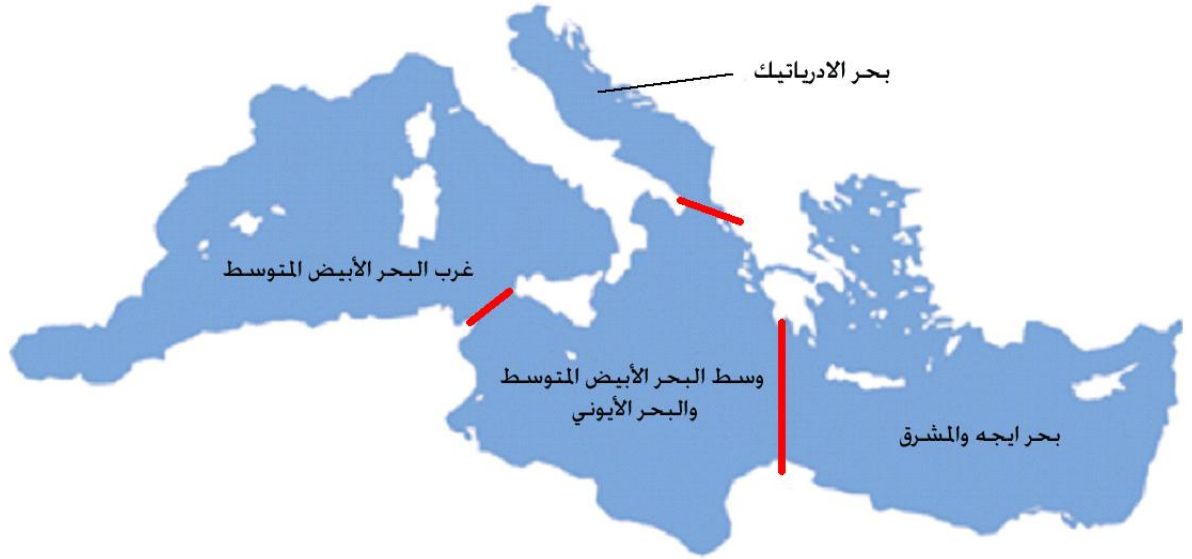 بحر الادرياتيك
غرب البحر الأبيض المتوسط
وسط البحر الأبيض المتوسط
والبحر الأيوني
بحر ايجه والمشرق